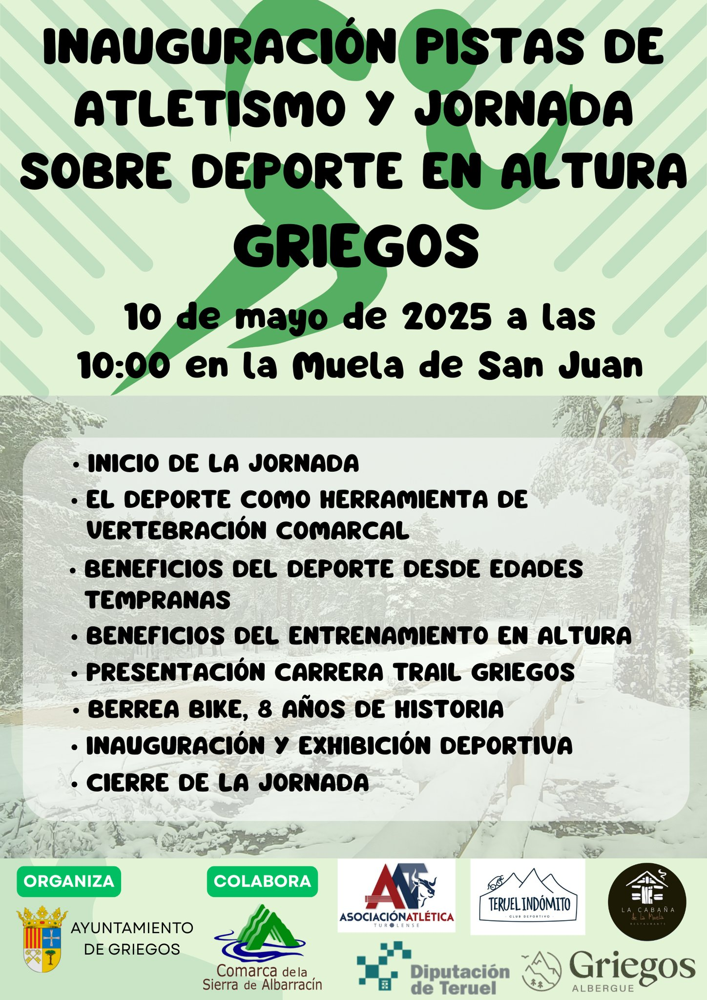 INAUGURACIÓN PISTAS DE
ATLETISMO Y JORNADA
SOBRE DEPORTE EN ALTURA
GRIEGOS
10 de mayo de 2025 a las
10:00 en la Muela de San Juan
• INICIO DE LA JORNADA
• EL DEPORTE COMO HERRAMIENTA DE
VERTEBRACIÓN COMARCAL
• BENEFICIOS DEL DEPORTE DESDE EDADES
TEMPRANAS
• BENEFICIOS DEL ENTRENAMIENTO EN ALTURA
• PRESENTACIÓN CARRERA TRAIL GRIEGOS
• BERREA BIKE, 8 AÑOS DE HISTORIA
• INAUGURACIÓN Y EXHIBICIÓN DEPORTIVA
• CIERRE DE LA JORNADA
ORGANIZA
AYUNTAMIENTO
DE GRIEGOS
COLABORA
Comarca de la
Sierra de Albarracín
AAT
ASOCIACIÓNATLÉTICA
TUROLENSE
TERUEL INDÓMITO
· CLUB DEPORTIVO ·
LA CABAÑA
de la Muela
RESTAURANTE
Diputación
de Teruel
Griegos
ALBERGUE